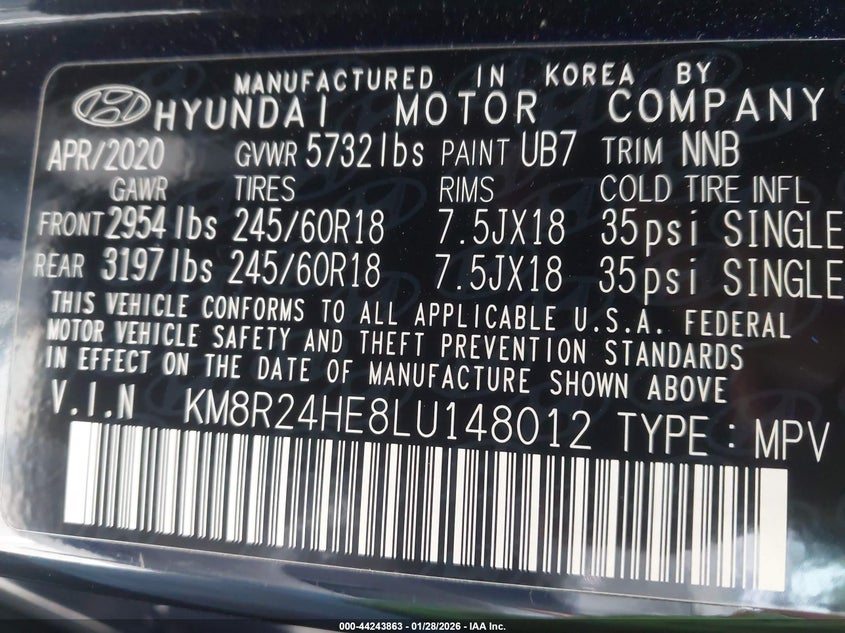 MANUFACTURED IN KOREA BY
HYUNDAI MOTOR COMPANY
APR/2020 GVWR 5732lbs PAINT UB7 TRIM NNB
GAWR TIRES RIMS COLD TIRE INFL
FRONT 2954lbs 245/60R18 7.5JX18 35psi SINGLE
REAR 3197lbs 245/60R18 7.5JX18 35psi SINGLE
THIS VEHICLE CONFORMS TO ALL APPLICABLE U.S.A. FEDERAL
MOTOR VEHICLE SAFETY AND THEFT PREVENTION STANDARDS
IN EFFECT ON THE DATE OF MANUFACTURE SHOWN ABOVE
V.I.N KM8R24HE8LU148012 TYPE : MPV
000-44243863 - 01/28/2026 - IAA Inc.